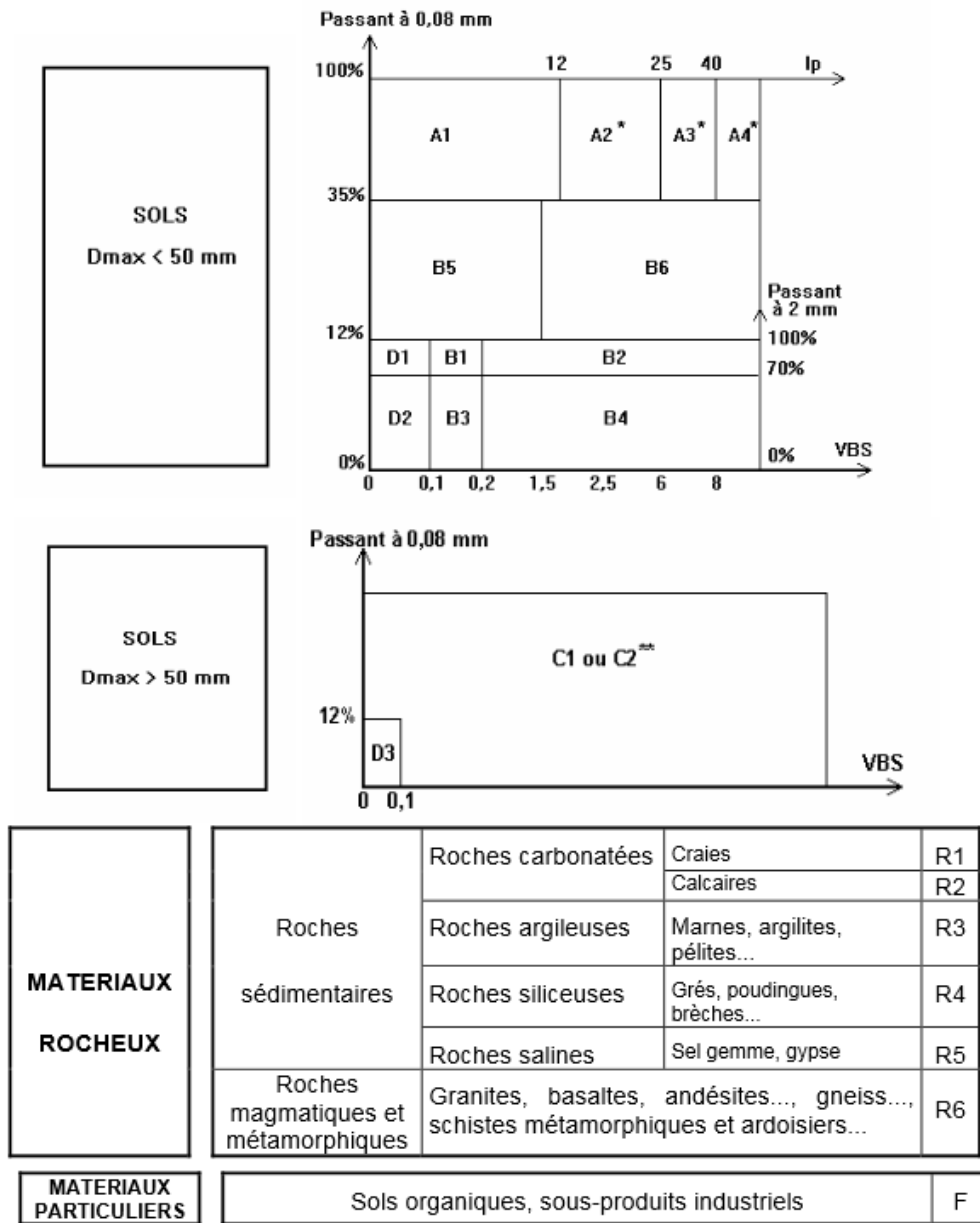 Passant à 0,08 mm
100%
12
25
40
Ip
A1
A2 *
A3*
A4*
35%
SOLS
Dmax < 50 mm
B5
B6
Passant
à 2 mm
12%
100%
D1
B1
B2
70%
D2
B3
B4
0%
0%
VBS
0
0,1
0,2
1,5
2,5
6
8
Passant à 0,08 mm
SOLS
Dmax > 50 mm
C1 ou C2**
12%
D3
VBS
0
0,1
MATERIAUX
ROCHEUX
Roches
sédimentaires
Roches carbonatées
Craies
R1
Calcaires
R2
Roches argileuses
Marnes, argilites,
pélites...
R3
Roches siliceuses
Grés, poudingues,
brèches...
R4
Roches salines
Sel gemme, gypse
R5
Roches
magmatiques et
métamorphiques
Granites, basaltes, andésites..., gneiss...,
schistes métamorphiques et ardoisiers...
R6
MATERIAUX
PARTICULIERS
Sols organiques, sous-produits industriels
F